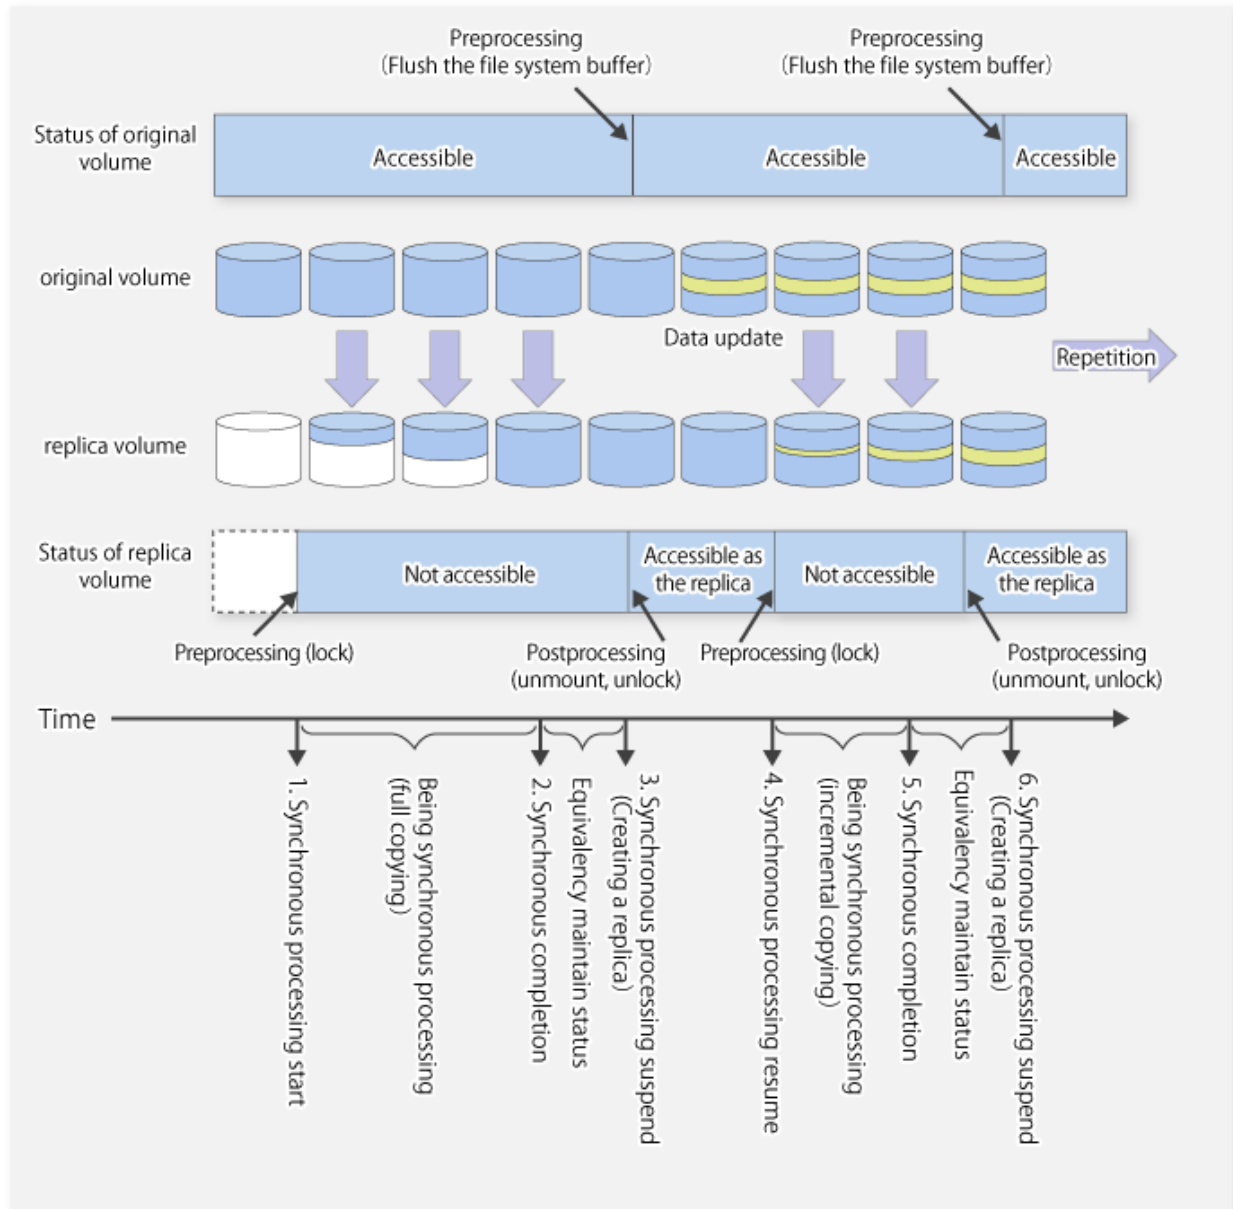 Preprocessing
(Flush the file system buffer)
Preprocessing
(Flush the file system buffer)
Status of original
volume
Accessible
Accessible
Accessible
original volume
Data update
Repetition
replica volume
Status of replica
volume
Not accessible
Accessible as
the replica
Not accessible
Accessible as
the replica
Preprocessing (lock)
Postprocessing
(unmount, unlock)
Preprocessing (lock)
Postprocessing
(unmount, unlock)
Time
1. Synchronous processing start
Being synchronous processing
(full copying)
2. Synchronous completion
Equivalency maintain status
3. Synchronous processing suspend
(Creating a replica)
4. Synchronous processing resume
Being synchronous processing
(incremental copying)
5. Synchronous completion
Equivalency maintain status
6. Synchronous processing suspend
(Creating a replica)